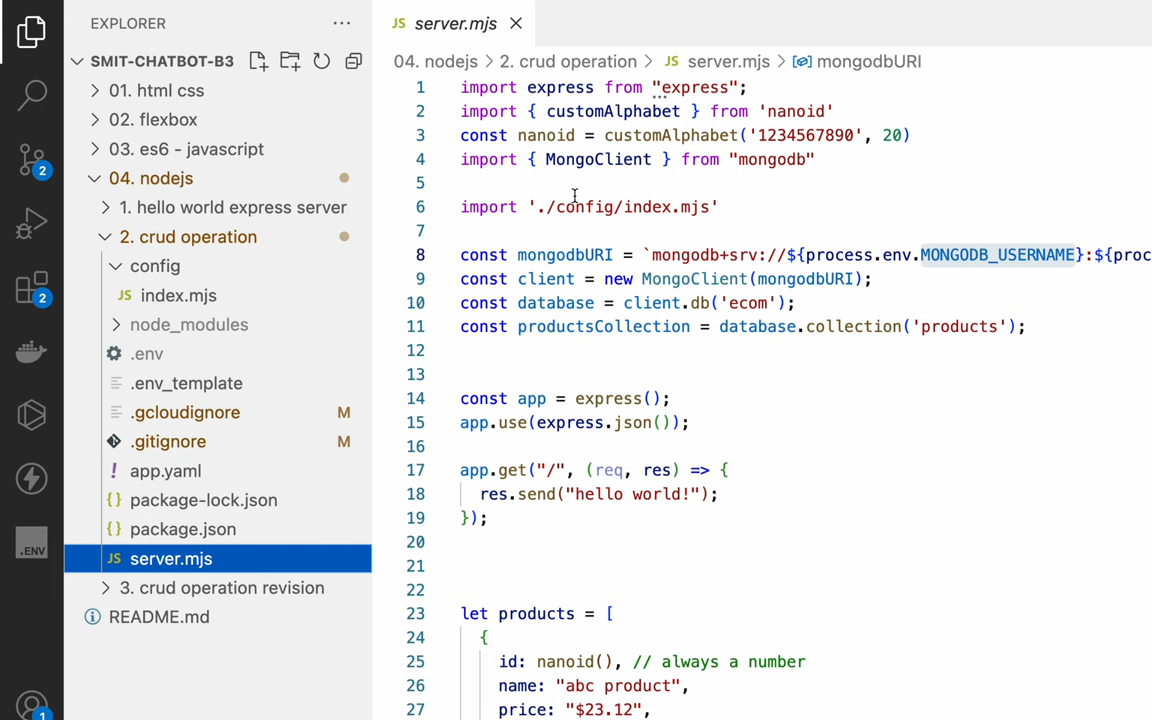 EXPLORER
SMIT-CHATBOT-B3
01. html css
02. flexbox
03. es6 - javascript
04. nodejs
1. hello world express server
2. crud operation
config
JS index.mjs
node_modules
.env
.env_template
.gcloudignore M
.gitignore M
! app.yaml
{} package-lock.json
{} package.json
JS server.mjs
3. crud operation revision
README.md
2
2
.ENV
1
JS server.mjs
04. nodejs > 2. crud operation > JS server.mjs > mongodbURI
1 import express from "express";
2 import { customAlphabet } from 'nanoid'
3 const nanoid = customAlphabet('1234567890', 20)
4 import { MongoClient } from "mongodb"
5
6 import './config/index.mjs'
7
8 const mongodbURI = `mongodb+srv://${process.env.MONGODB_USERNAME}:${proc
9 const client = new MongoClient(mongodbURI);
10 const database = client.db('ecom');
11 const productsCollection = database.collection('products');
12
13
14 const app = express();
15 app.use(express.json());
16
17 app.get("/", (req, res) => {
18 res.send("hello world!");
19 });
20
21
22
23 let products = [
24 {
25 id: nanoid(), // always a number
26 name: "abc product",
27 price: "$23.12",